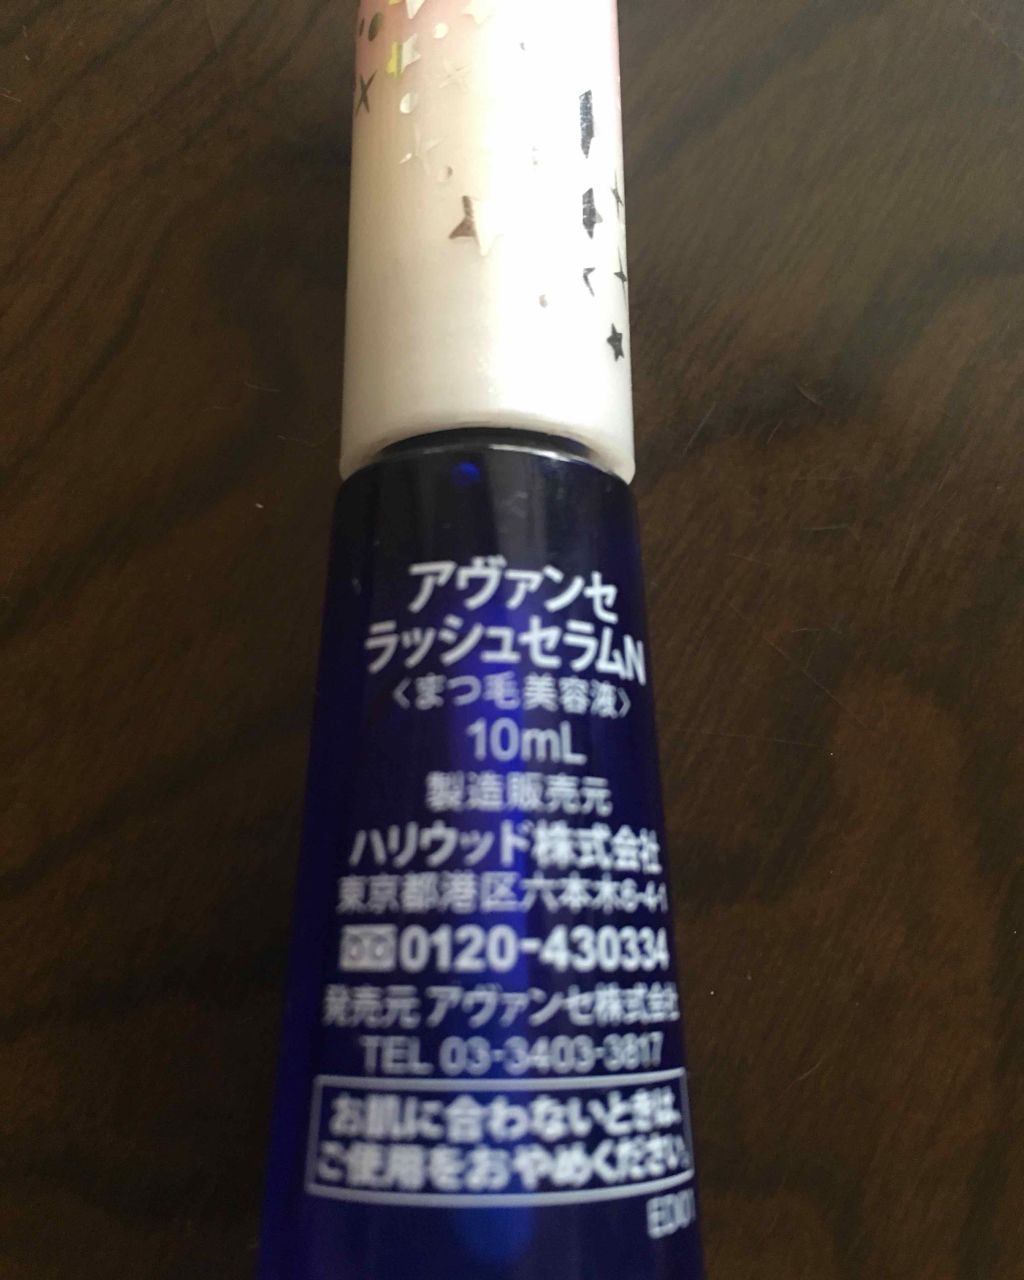 アヴァンセ
ラッシュセラムN
〈まつ毛美容液〉
10mL
製造販売元
ハリウッド株式会社
東京都港区六本木6-4-1
0120-430334
発売元 アヴァンセ株式会社
TEL 03-3403-3817
お肌に合わないときは、
ご使用をおやめください。
ED01